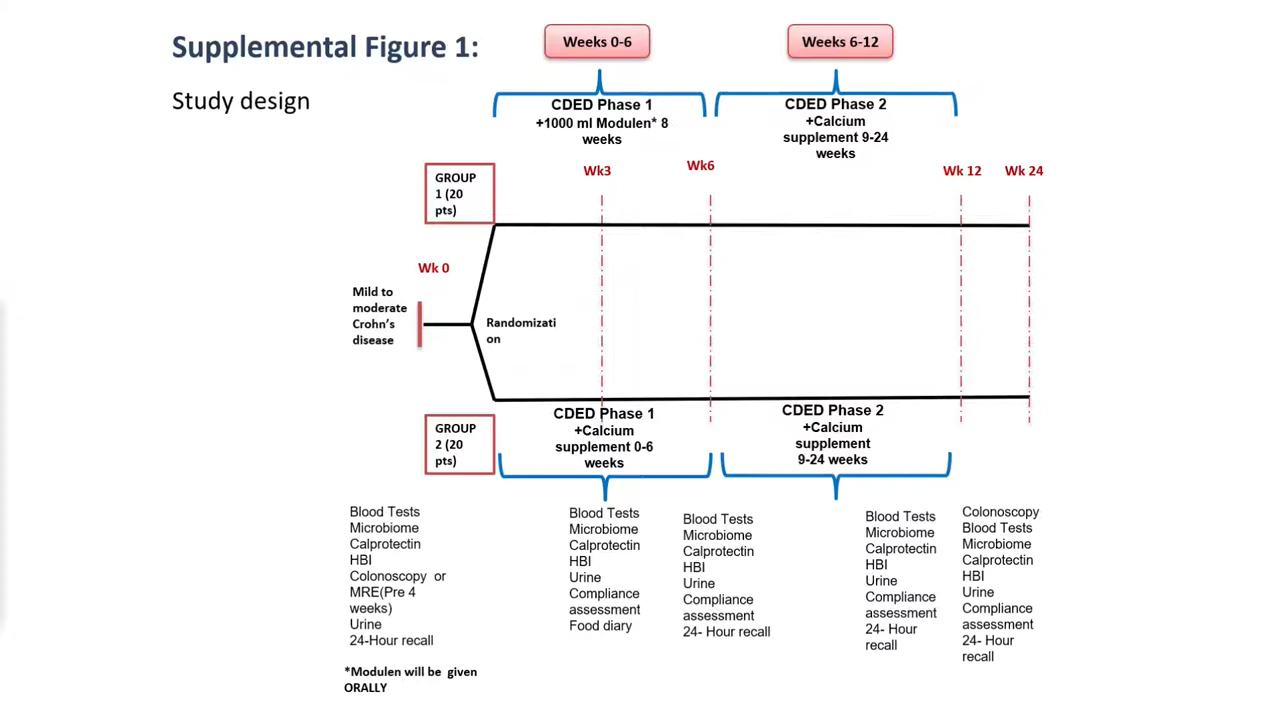 Supplemental Figure 1:
Study design
Weeks 0-6
Weeks 6-12
CDED Phase 1
+1000 ml Modulen* 8
weeks
CDED Phase 2
+Calcium
supplement 9-24
weeks
Wk3
Wk6
Wk 12
Wk 24
GROUP
1 (20
pts)
Wk 0
Mild to
moderate
Crohn's
disease
Randomizati
on
GROUP
2 (20
pts)
CDED Phase 1
+Calcium
supplement 0-6
weeks
CDED Phase 2
+Calcium
supplement
9-24 weeks
Blood Tests
Microbiome
Calprotectin
HBI
Colonoscopy or
MRE(Pre 4
weeks)
Urine
24-Hour recall
Blood Tests
Microbiome
Calprotectin
HBI
Urine
Compliance
assessment
Food diary
Blood Tests
Microbiome
Calprotectin
HBI
Urine
Compliance
assessment
24- Hour recall
Blood Tests
Microbiome
Calprotectin
HBI
Urine
Compliance
assessment
24- Hour
recall
Colonoscopy
Blood Tests
Microbiome
Calprotectin
HBI
Urine
Compliance
assessment
24- Hour
recall
*Modulen will be given
ORALLY